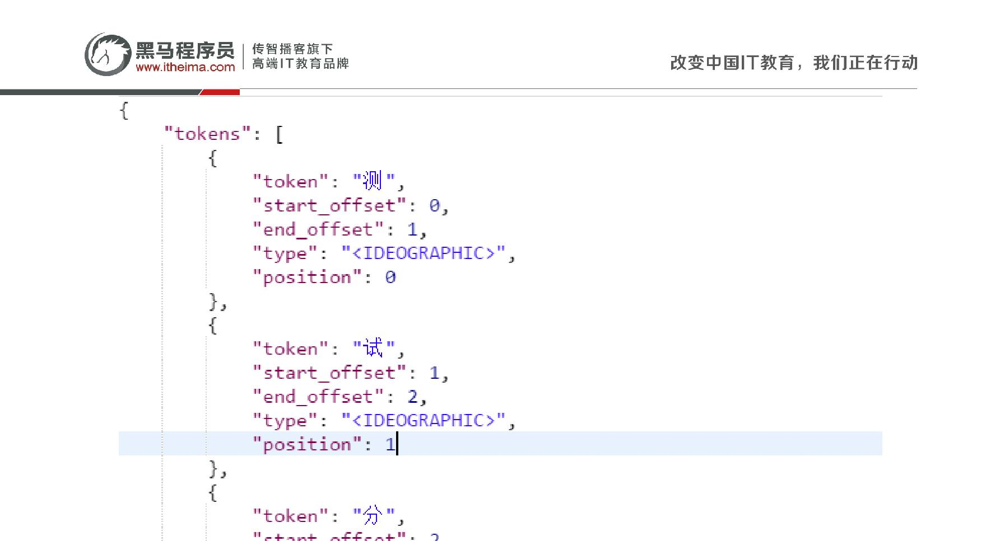 黑马程序员
www.itheima.com
传智播客旗下
高端IT教育品牌
改变中国IT教育，我们正在行动
{
"tokens": [
{
"token": "测",
"start_offset": 0,
"end_offset": 1,
"type": "<IDEOGRAPHIC>",
"position": 0
},
{
"token": "试",
"start_offset": 1,
"end_offset": 2,
"type": "<IDEOGRAPHIC>",
"position": 1
},
{
"token": "分",
"start_offset": 2